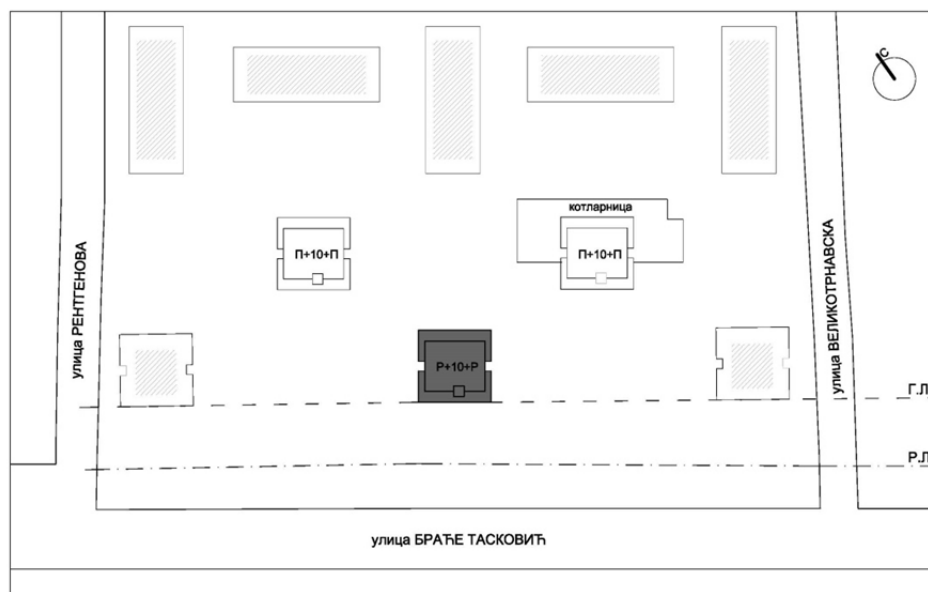 С
котларница
П+10+П
П+10+П
улица РЕНТГЕНОВА
улица ВЕЛИКОТРНАВСКА
Р+10+Р
Г.Л
Р.Л
улица БРАЋЕ ТАСКОВИЋ